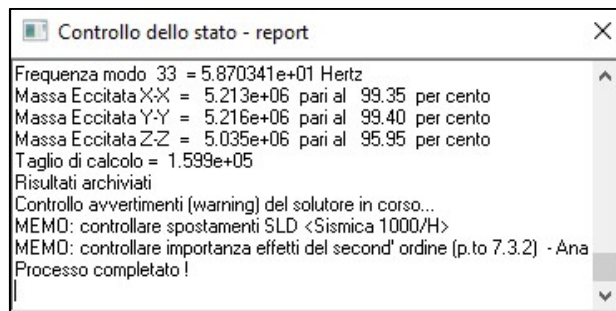 Controllo dello stato - report
Frequenza modo 33 = 5.870341e+01 Hertz
Massa Eccitata X-X = 5.213e+06 pari al 99.35 per cento
Massa Eccitata Y-Y = 5.216e+06 pari al 99.40 per cento
Massa Eccitata Z-Z = 5.035e+06 pari al 95.95 per cento
Taglio di calcolo = 1.599e+05
Risultati archiviati
Controllo avvertimenti (warning) del solutore in corso...
MEMO: controllare spostamenti SLD <Sismica 1000/H>
MEMO: controllare importanza effetti del second' ordine (p.to 7.3.2) - Ana
Processo completato !